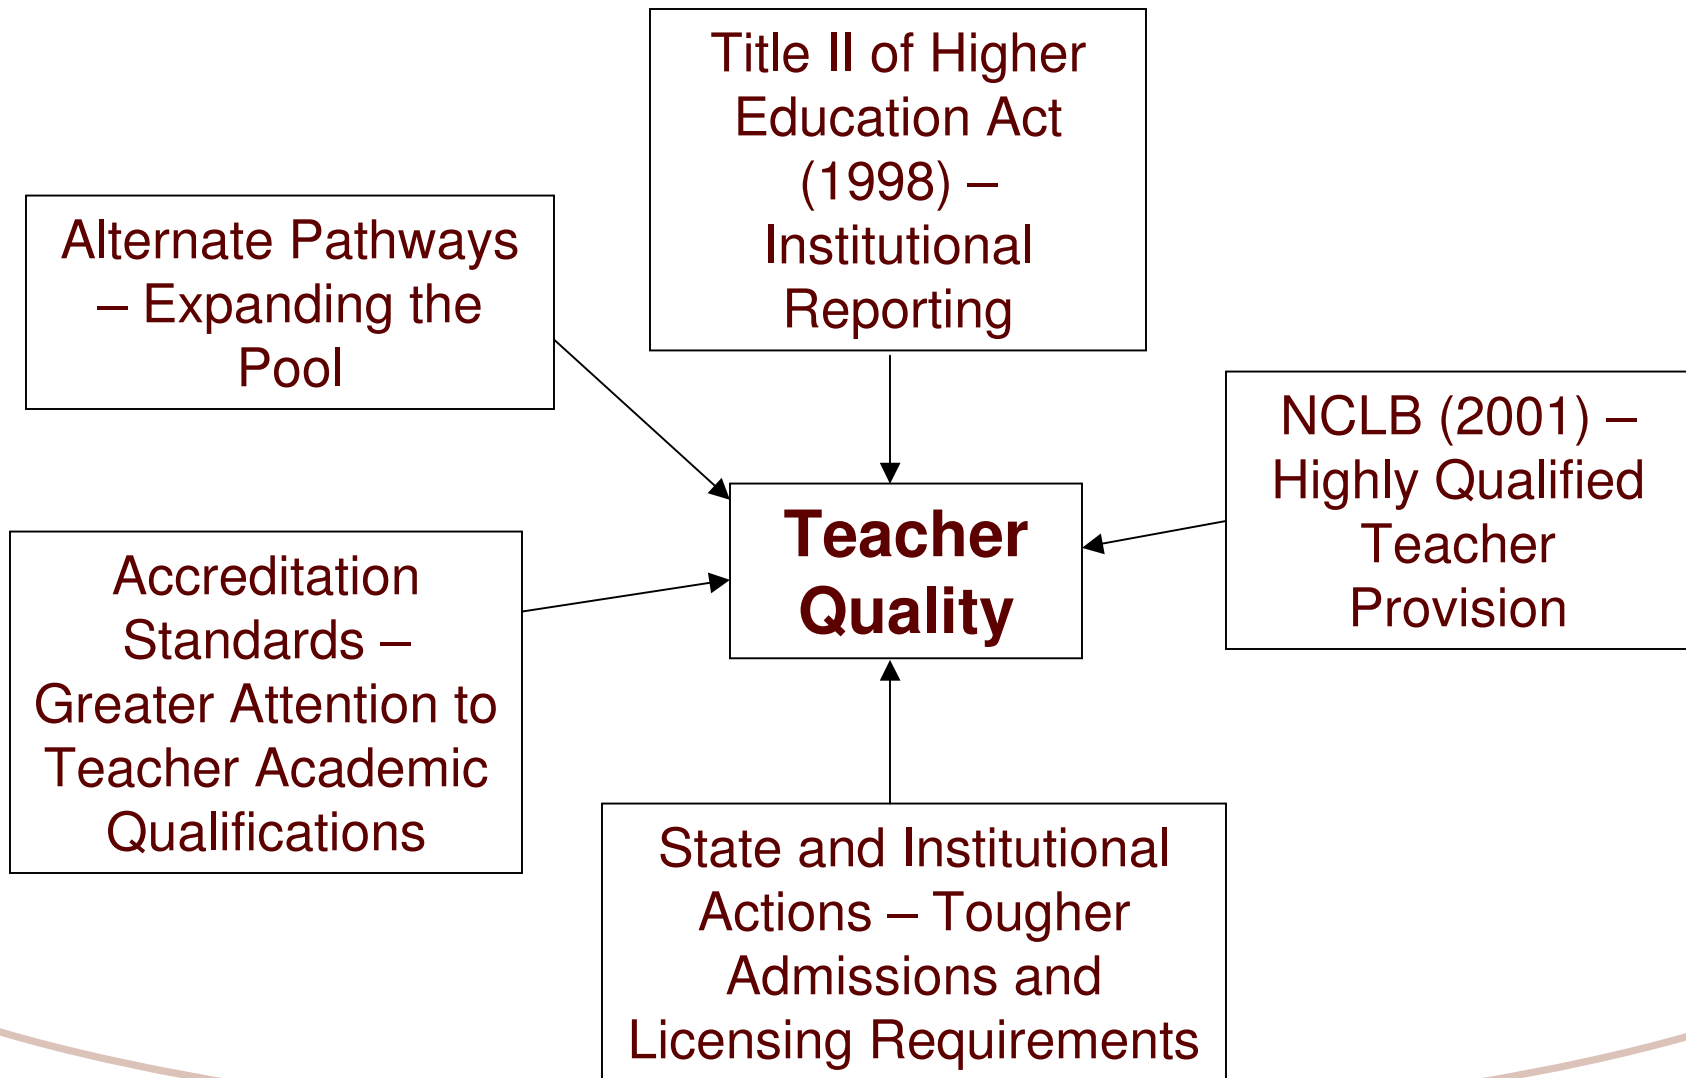 Title II of Higher
Education Act
(1998) –
Institutional
Reporting
Alternate Pathways
– Expanding the
Pool
NCLB (2001) –
Highly Qualified
Teacher
Provision
Teacher
Quality
Accreditation
Standards –
Greater Attention to
Teacher Academic
Qualifications
State and Institutional
Actions – Tougher
Admissions and
Licensing Requirements